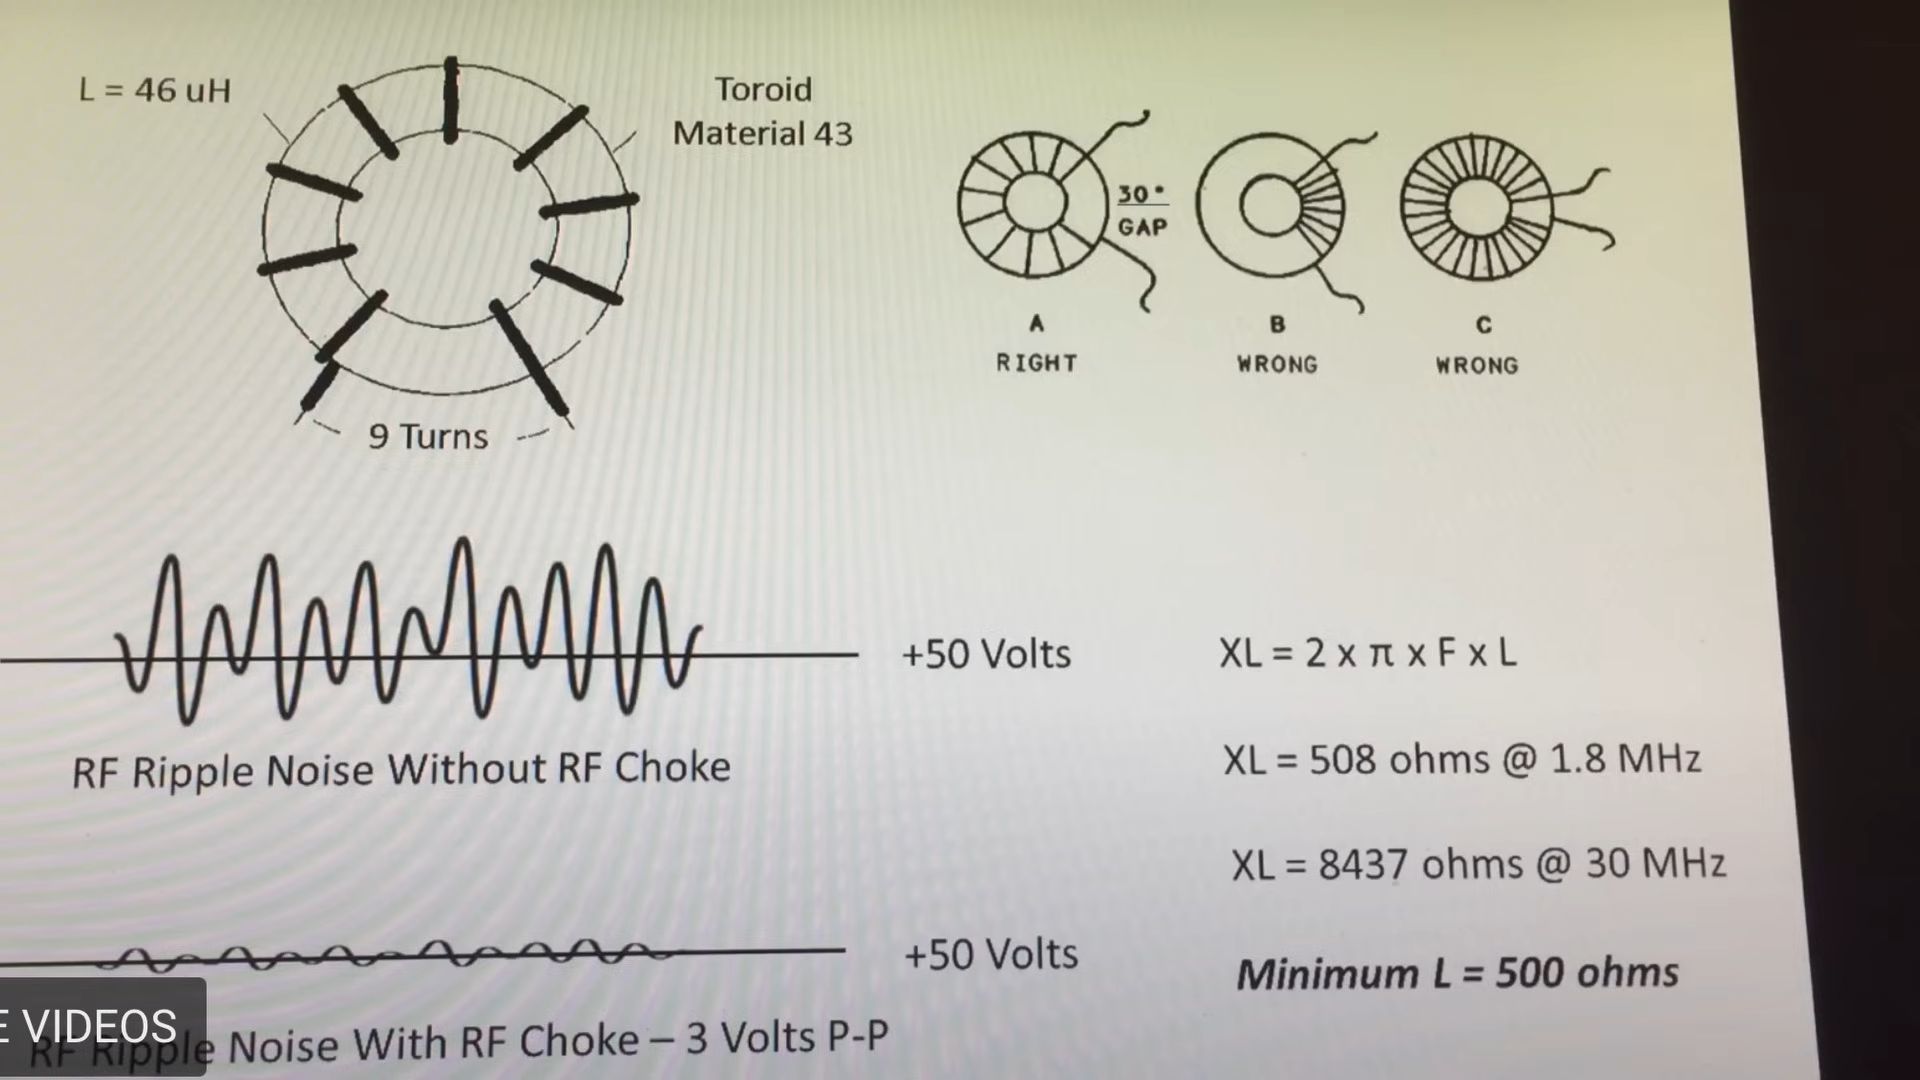 L = 46 uH
Toroid
Material 43
9 Turns
30°
GAP
A
RIGHT
B
WRONG
C
WRONG
+50 Volts
RF Ripple Noise Without RF Choke
XL = 2 x π x F x L
XL = 508 ohms @ 1.8 MHz
XL = 8437 ohms @ 30 MHz
Minimum L = 500 ohms
+50 Volts
RF Ripple Noise With RF Choke – 3 Volts P-P
E VIDEOS